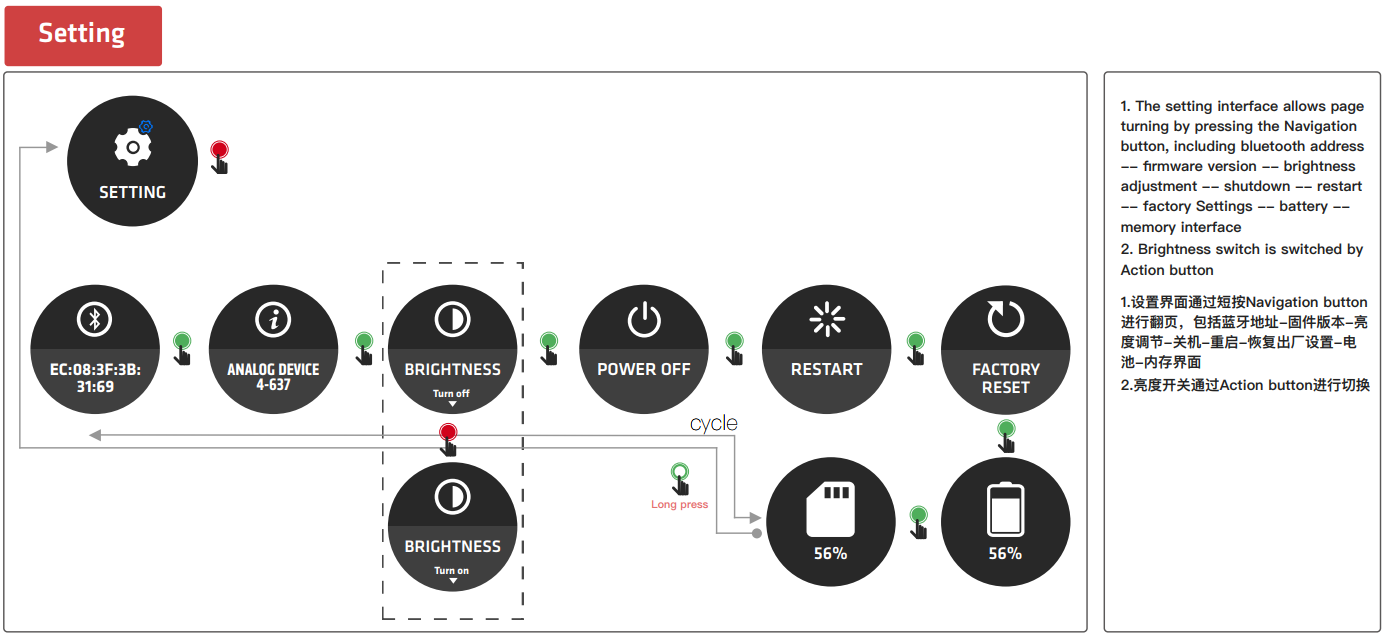 Setting
SETTING
EC:08:3F:3B:
31:69
ANALOG DEVICE
4-637
BRIGHTNESS
Turn off
POWER OFF
RESTART
FACTORY
RESET
cycle
Long press
BRIGHTNESS
Turn on
56%
56%
1. The setting interface allows page
turning by pressing the Navigation
button, including bluetooth address
-- firmware version -- brightness
adjustment -- shutdown -- restart
-- factory Settings -- battery --
memory interface
2. Brightness switch is switched by
Action button
1.设置界面通过短按Navigation button
进行翻页，包括蓝牙地址-固件版本-亮
度调节-关机-重启-恢复出厂设置-电
池-内存界面
2.亮度开关通过Action button进行切换